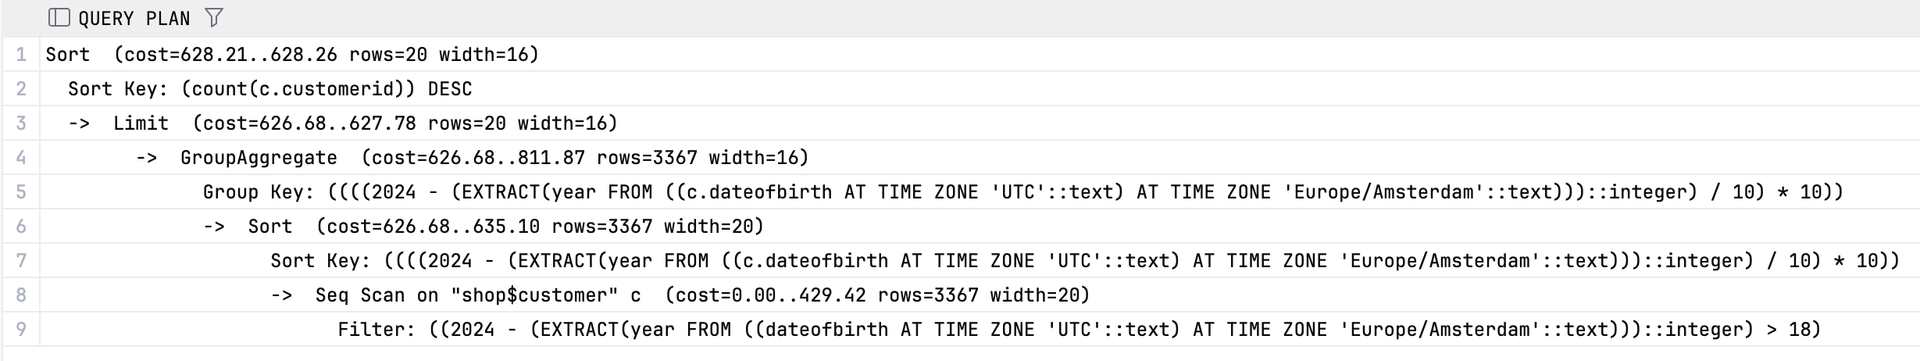 QUERY PLAN
1 Sort (cost=628.21..628.26 rows=20 width=16)
2 Sort Key: (count(c.customerid)) DESC
3 -> Limit (cost=626.68..627.78 rows=20 width=16)
4 -> GroupAggregate (cost=626.68..811.87 rows=3367 width=16)
5 Group Key: ((((2024 - (EXTRACT(year FROM ((c.dateofbirth AT TIME ZONE 'UTC'::text) AT TIME ZONE 'Europe/Amsterdam'::text)))::integer) / 10) * 10))
6 -> Sort (cost=626.68..635.10 rows=3367 width=20)
7 Sort Key: ((((2024 - (EXTRACT(year FROM ((c.dateofbirth AT TIME ZONE 'UTC'::text) AT TIME ZONE 'Europe/Amsterdam'::text)))::integer) / 10) * 10))
8 -> Seq Scan on "shop$customer" c (cost=0.00..429.42 rows=3367 width=20)
9 Filter: ((2024 - (EXTRACT(year FROM ((dateofbirth AT TIME ZONE 'UTC'::text) AT TIME ZONE 'Europe/Amsterdam'::text)))::integer) > 18)